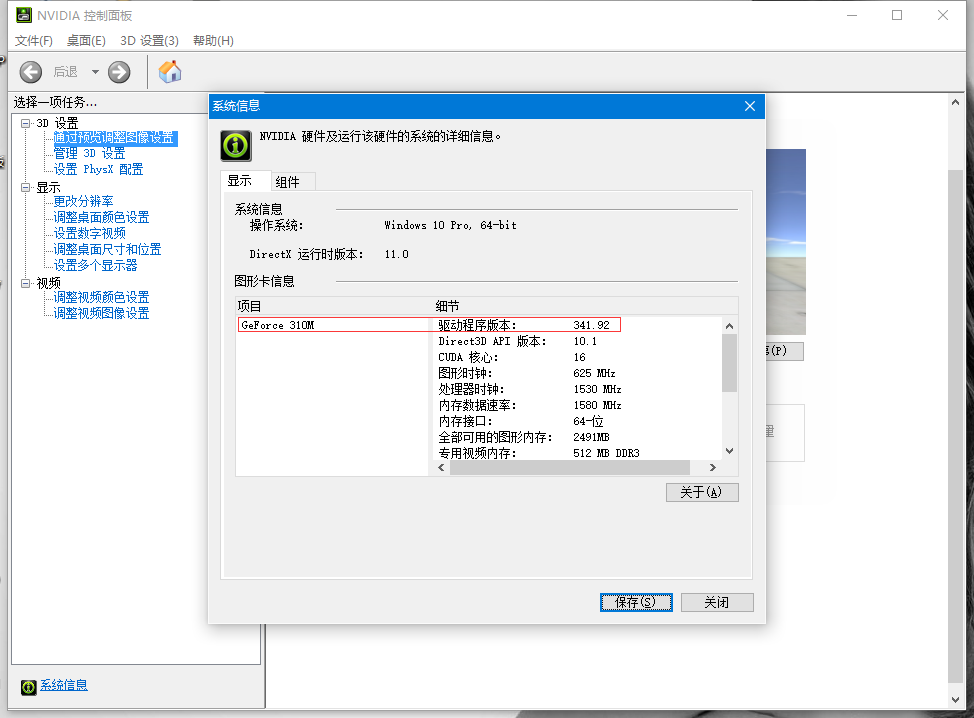 NVIDIA 控制面板
文件(F) 桌面(E) 3D 设置(3) 帮助(H)
后退
选择一项任务...
3D 设置
通过预览调整图像设置
管理 3D 设置
设置 PhysX 配置
显示
更改分辨率
调整桌面颜色设置
设置数字视频
调整桌面尺寸和位置
设置多个显示器
视频
调整视频颜色设置
调整视频图像设置
系统信息
系统信息
NVIDIA 硬件及运行该硬件的系统的详细信息。
显示 组件
系统信息
操作系统: Windows 10 Pro, 64-bit
DirectX 运行时版本: 11.0
图形卡信息
项目 细节
GeForce 310M 驱动程序版本: 341.92
Direct3D API 版本: 10.1
CUDA 核心: 16
图形时钟: 625 MHz
处理器时钟: 1530 MHz
内存数据速率: 1580 MHz
内存接口: 64-位
全部可用的图形内存: 2491MB
专用视频内存: 512 MB DDR3
关于(A)
保存(S) 关闭
(P)